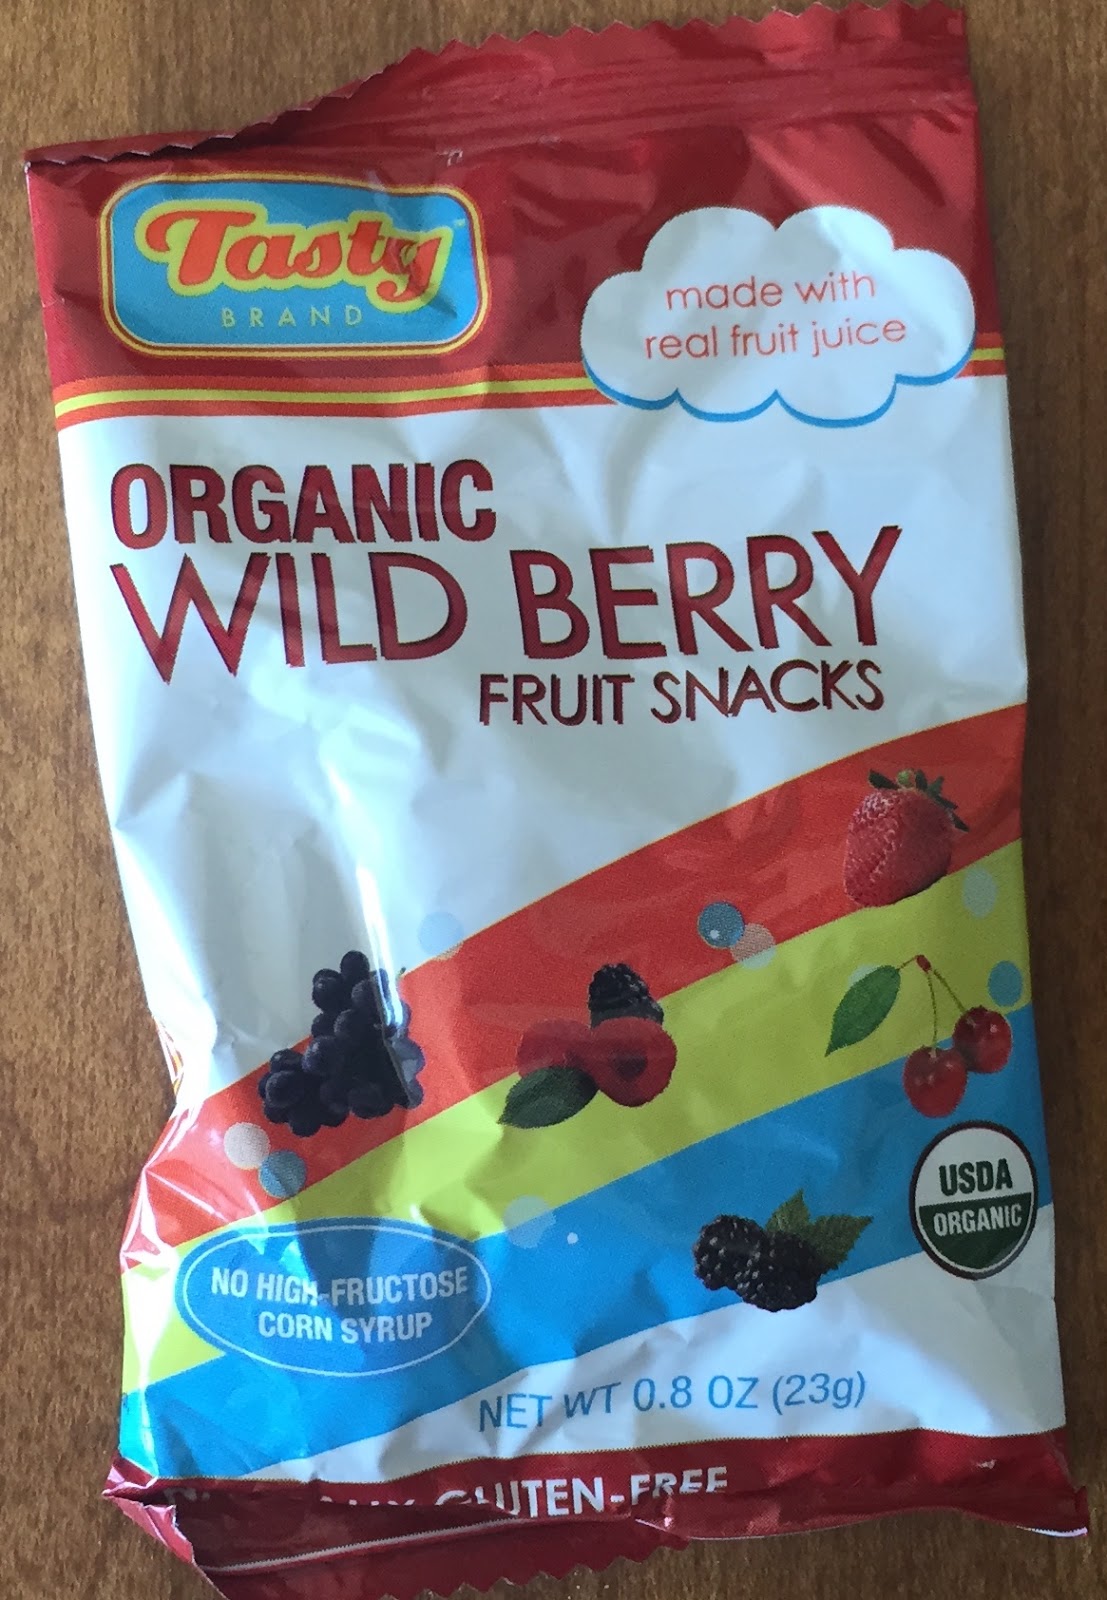 Tasty™
BRAND
made with
real fruit juice
ORGANIC
WILD BERRY
FRUIT SNACKS
USDA
ORGANIC
NO HIGH-FRUCTOSE
CORN SYRUP
NET WT 0.8 OZ (23g)
GLUTEN-FREE